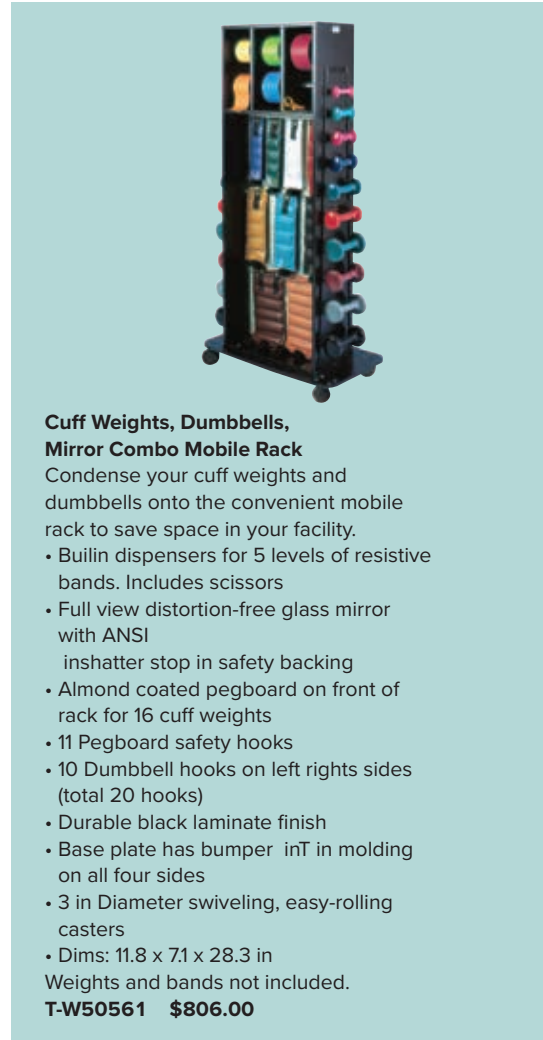 Cuff Weights, Dumbbells,
Mirror Combo Mobile Rack
Condense your cuff weights and
dumbbells onto the convenient mobile
rack to save space in your facility.
• Builin dispensers for 5 levels of resistive
bands. Includes scissors
• Full view distortion-free glass mirror
with ANSI
inshatter stop in safety backing
• Almond coated pegboard on front of
rack for 16 cuff weights
• 11 Pegboard safety hooks
• 10 Dumbbell hooks on left rights sides
(total 20 hooks)
• Durable black laminate finish
• Base plate has bumper inT in molding
on all four sides
• 3 in Diameter swiveling, easy-rolling
casters
• Dims: 11.8 x 7.1 x 28.3 in
Weights and bands not included.
T-W50561 $806.00